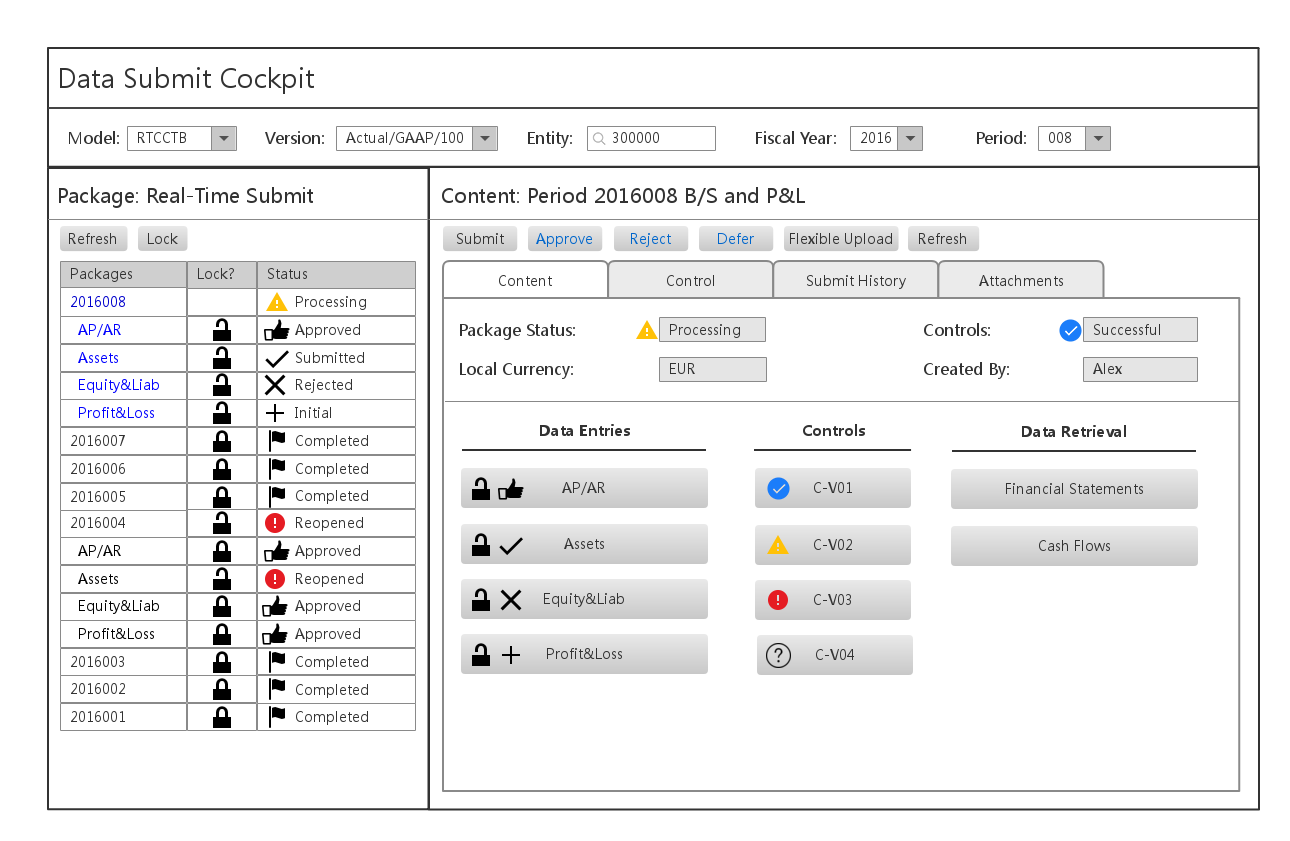 Data Submit Cockpit
Model: RTCCTB Version: Actual/GAAP/100 Entity: 300000 Fiscal Year: 2016 Period: 008
Package: Real-Time Submit
Refresh Lock
Packages Lock? Status
2016008 Processing
AP/AR Approved
Assets Submitted
Equity&Liab Rejected
Profit&Loss Initial
2016007 Completed
2016006 Completed
2016005 Completed
2016004 Reopened
AP/AR Approved
Assets Reopened
Equity&Liab Approved
Profit&Loss Approved
2016003 Completed
2016002 Completed
2016001 Completed
Content: Period 2016008 B/S and P&L
Submit Approve Reject Defer Flexible Upload Refresh
Content Control Submit History Attachments
Package Status: Processing Controls: Successful
Local Currency: EUR Created By: Alex
Data Entries Controls Data Retrieval
AP/AR C-V01 Financial Statements
Assets C-V02 Cash Flows
Equity&Liab C-V03
Profit&Loss C-V04